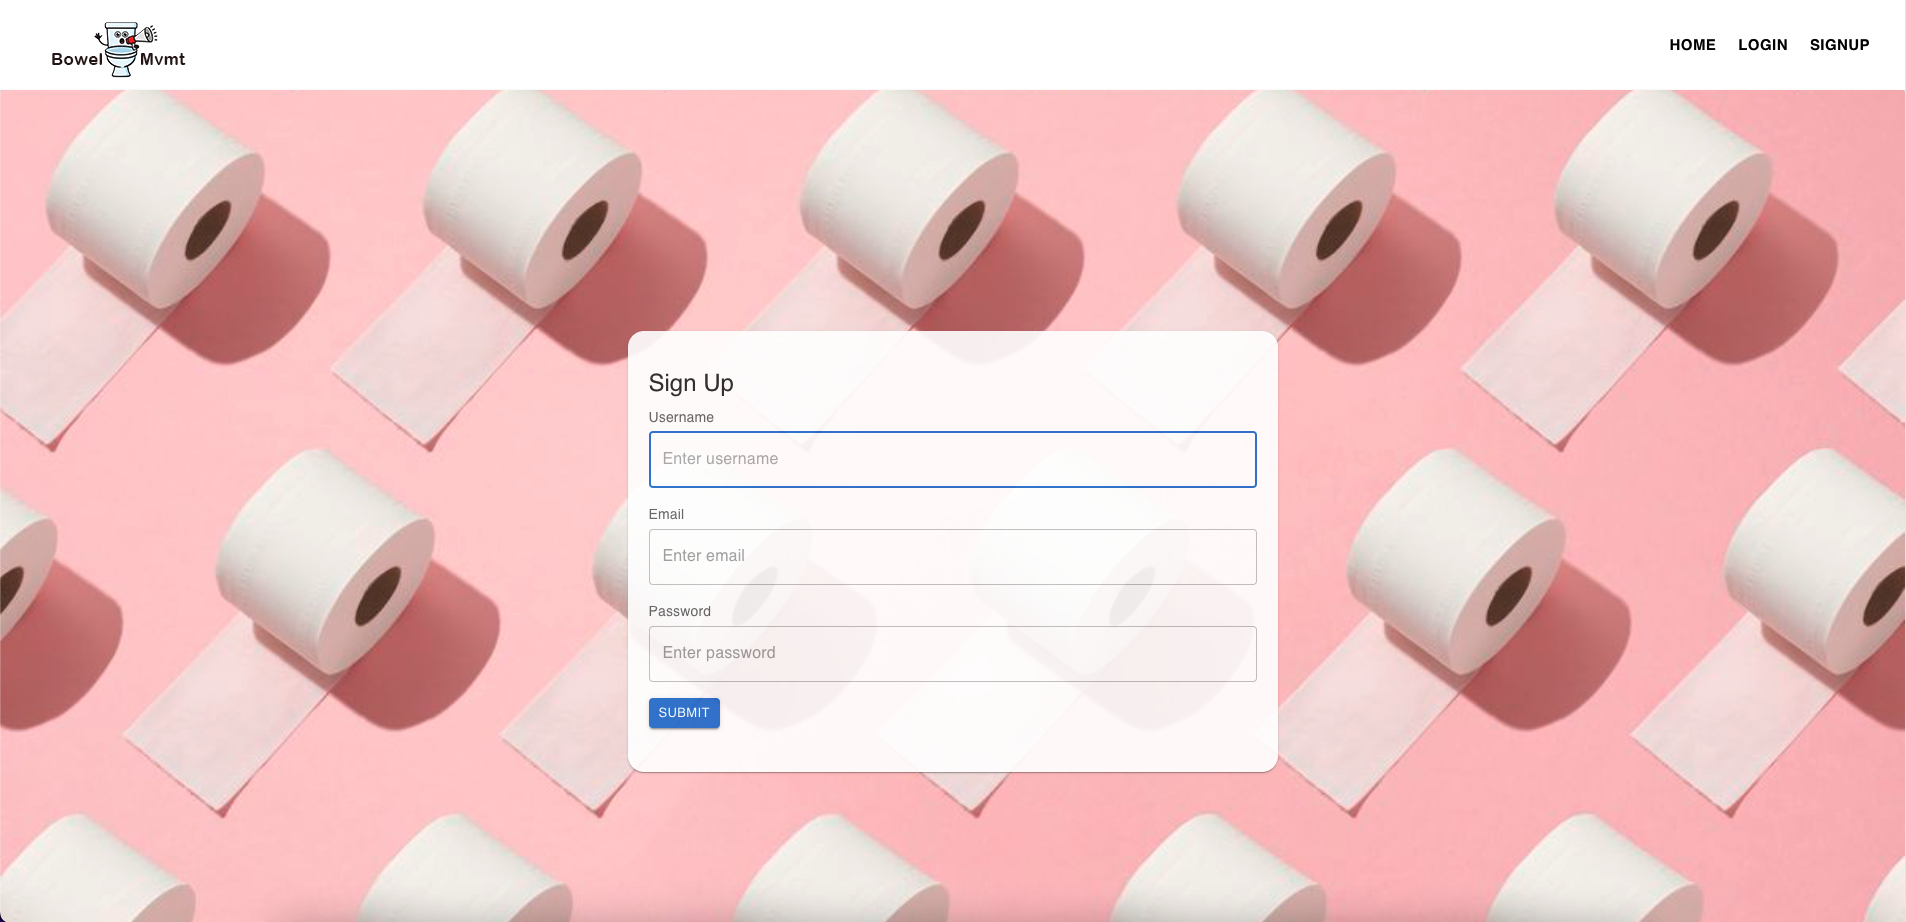 Bowel Mvmt
HOME LOGIN SIGNUP
Sign Up
Username
Enter username
Email
Enter email
Password
Enter password
SUBMIT